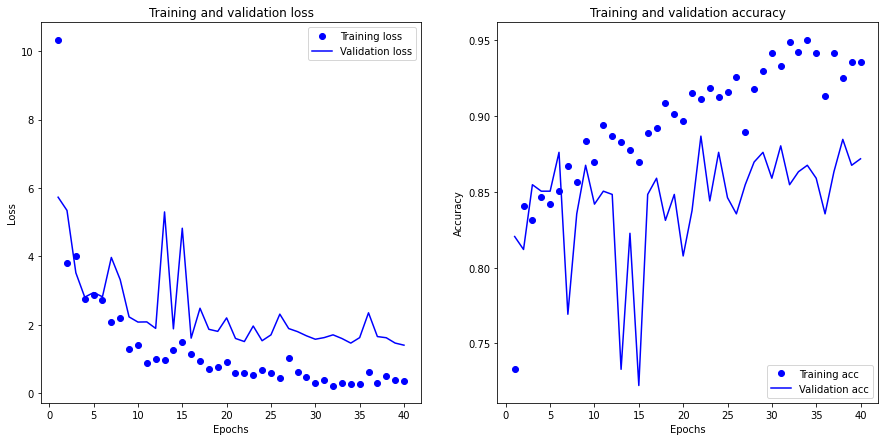 Training and validation loss
Training loss
Validation loss
10
8
6
4
2
0
Loss
0 5 10 15 20 25 30 35 40
Epochs
Training and validation accuracy
0.95
0.90
0.85
0.80
0.75
Accuracy
Training acc
Validation acc
0 5 10 15 20 25 30 35 40
Epochs